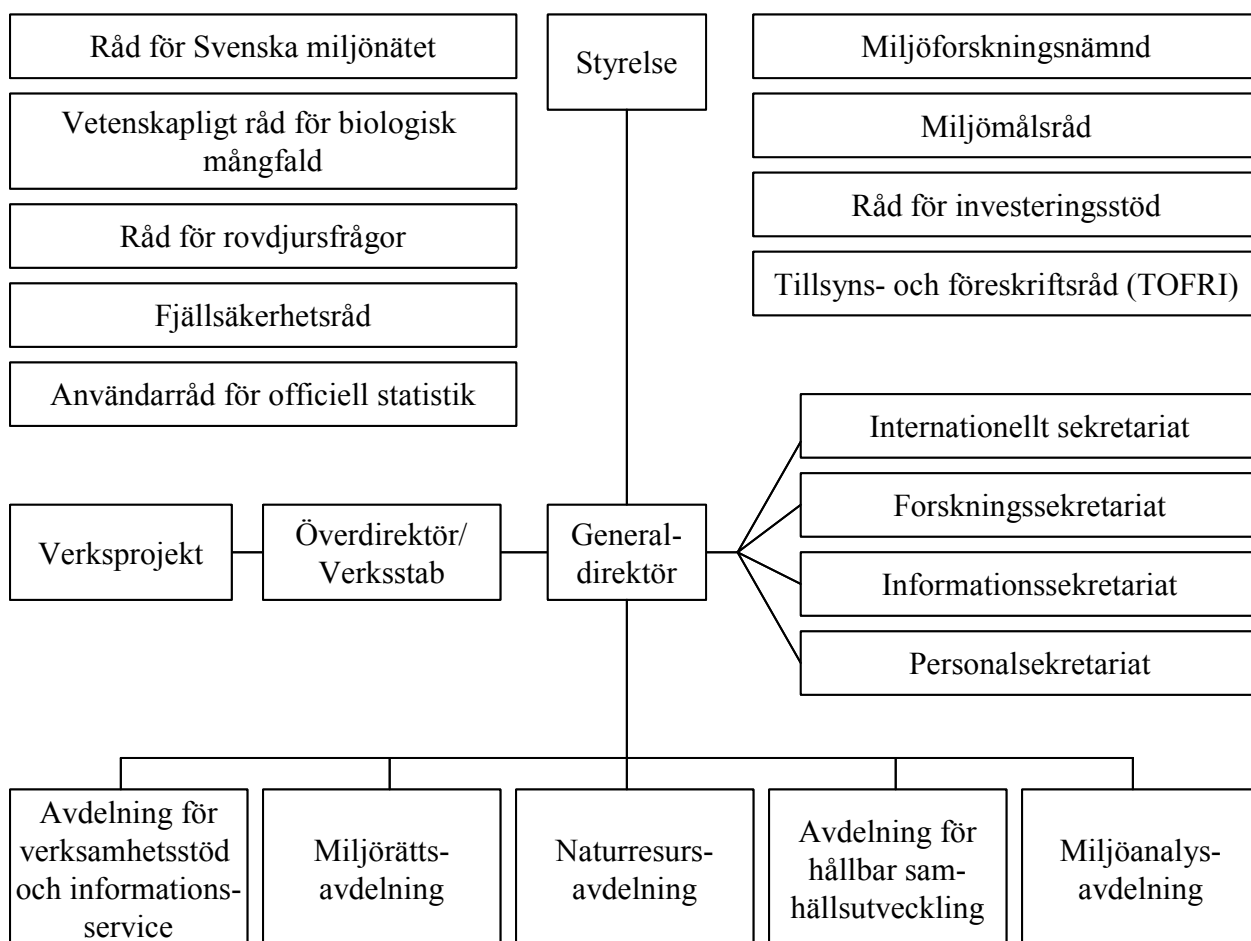 Råd för Svenska miljönätet
Vetenskapligt råd för biologisk
mångfald
Råd för rovdjursfrågor
Fjällsäkerhetsråd
Användarråd för officiell statistik
Styrelse
Miljöforskningsnämnd
Miljömålsråd
Råd för investeringsstöd
Tillsyns- och föreskriftsråd (TOFRI)
Verksprojekt
Överdirektör/
Verksstab
General-
direktör
Internationellt sekretariat
Forskningssekretariat
Informationssekretariat
Personalsekretariat
Avdelning för
verksamhetsstöd
och informations-
service
Miljörätts-
avdelning
Naturresurs-
avdelning
Avdelning för
hållbar sam-
hällsutveckling
Miljöanalys-
avdelning